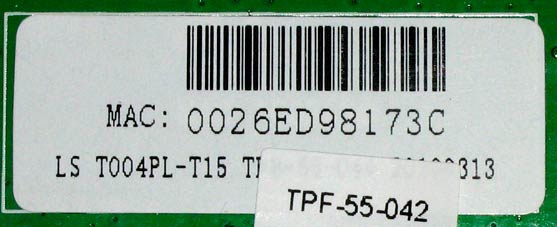 MAC: 0026ED98173C
LS T004PL-T15
TPF-55-042